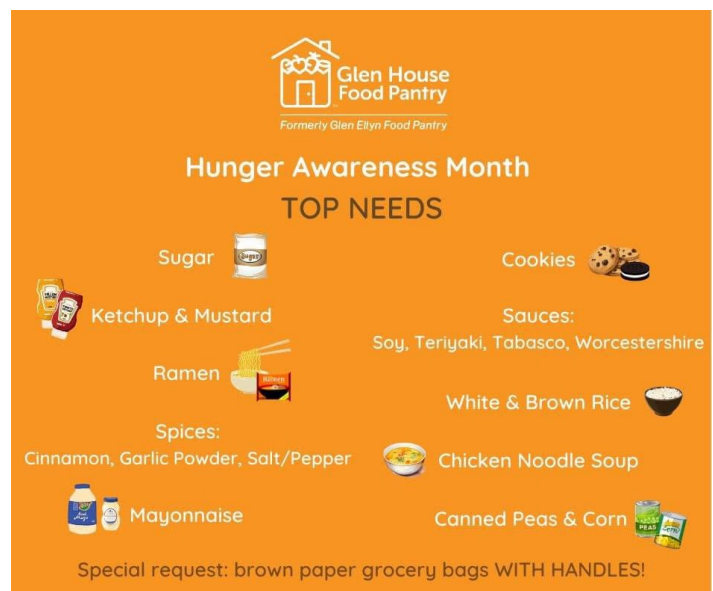 Glen House
Food Pantry
Formerly Glen Ellyn Food Pantry
Hunger Awareness Month
TOP NEEDS
Sugar
Ketchup & Mustard
Ramen
Spices:
Cinnamon, Garlic Powder, Salt/Pepper
Mayonnaise
Cookies
Sauces:
Soy, Teriyaki, Tabasco, Worcestershire
White & Brown Rice
Chicken Noodle Soup
Canned Peas & Corn
PEAS
Special request: brown paper grocery bags WITH HANDLES!